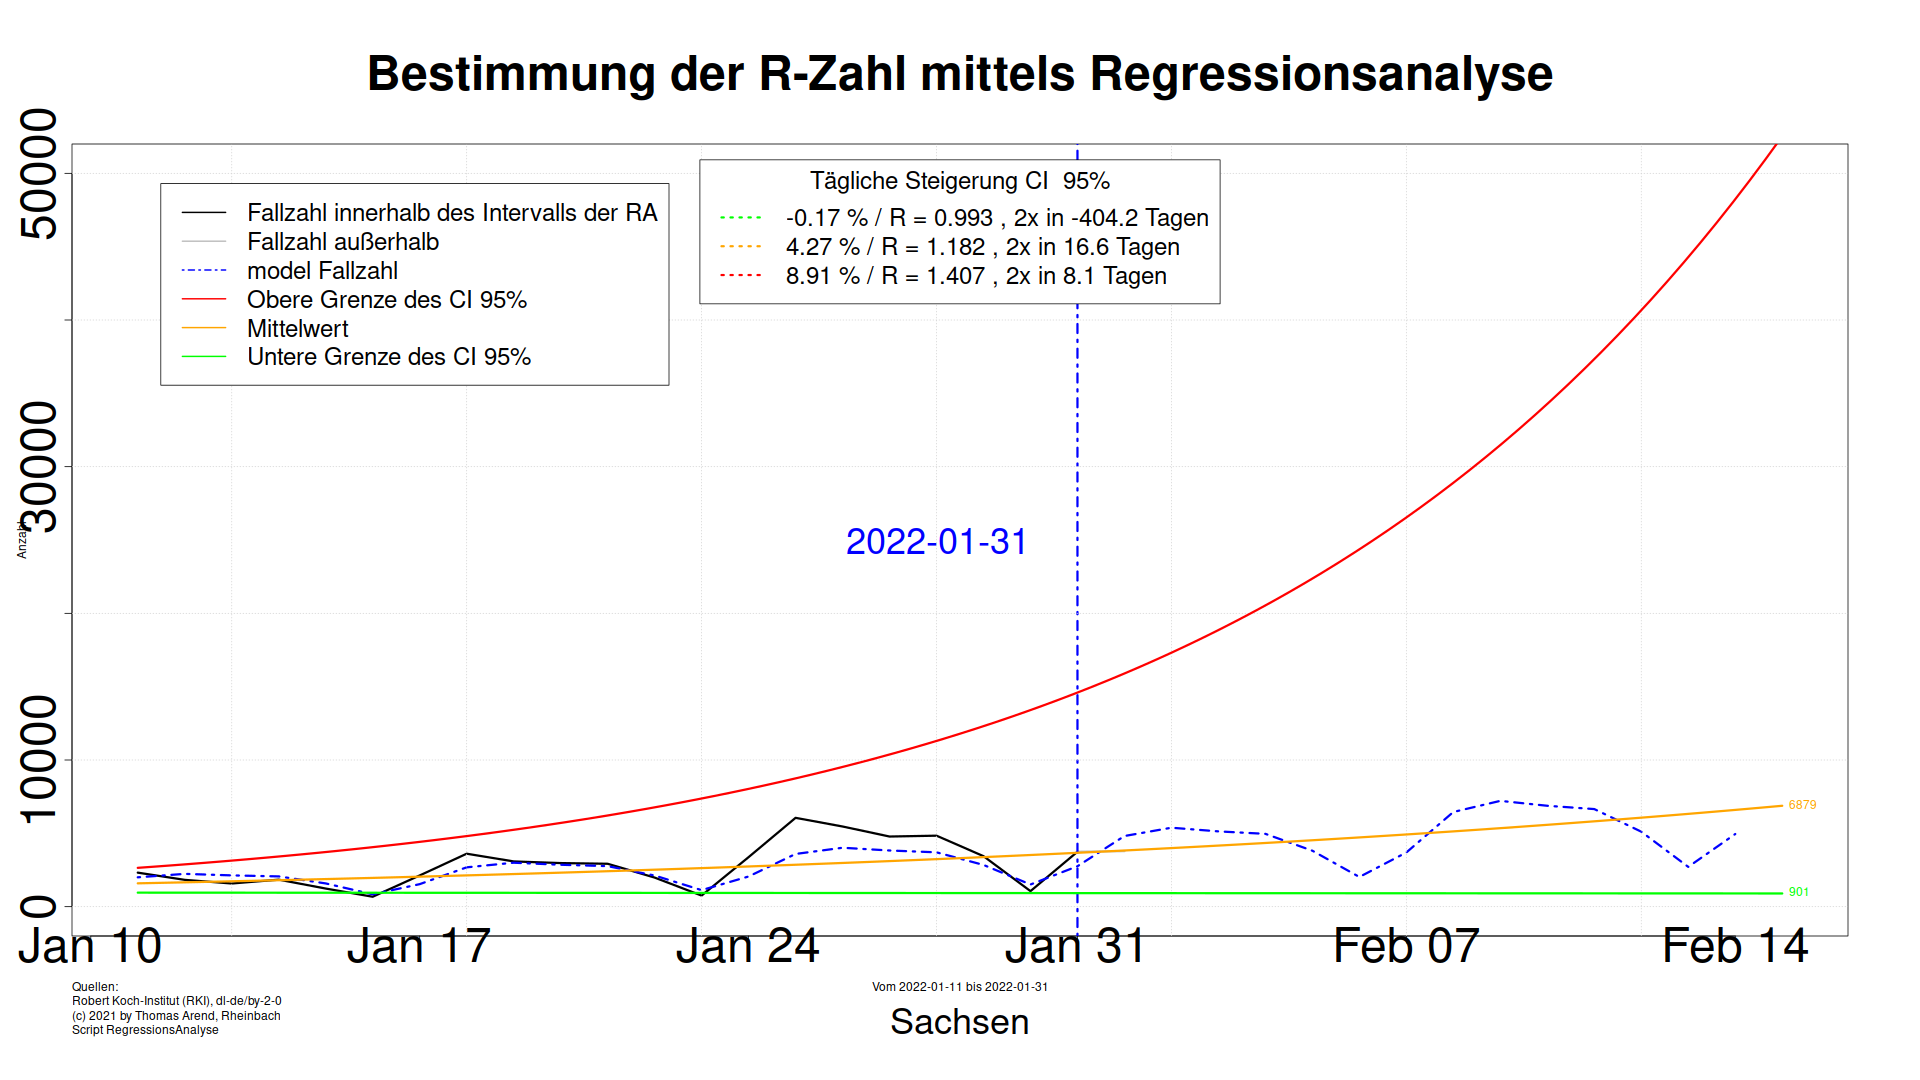 Bestimmung der R-Zahl mittels Regressionsanalyse
50000
30000
10000
0
Anzahl
Fallzahl innerhalb des Intervalls der RA
Fallzahl außerhalb
model Fallzahl
Obere Grenze des CI 95%
Mittelwert
Untere Grenze des CI 95%
Tägliche Steigerung CI 95%
-0.17 % / R = 0.993 , 2x in -404.2 Tagen
4.27 % / R = 1.182 , 2x in 16.6 Tagen
8.91 % / R = 1.407 , 2x in 8.1 Tagen
2022-01-31
6879
901
Jan 10 Jan 17 Jan 24 Jan 31 Feb 07 Feb 14
Quellen:
Robert Koch-Institut (RKI), dl-de/by-2-0
(c) 2021 by Thomas Arend, Rheinbach
Script RegressionsAnalyse
Vom 2022-01-11 bis 2022-01-31
Sachsen